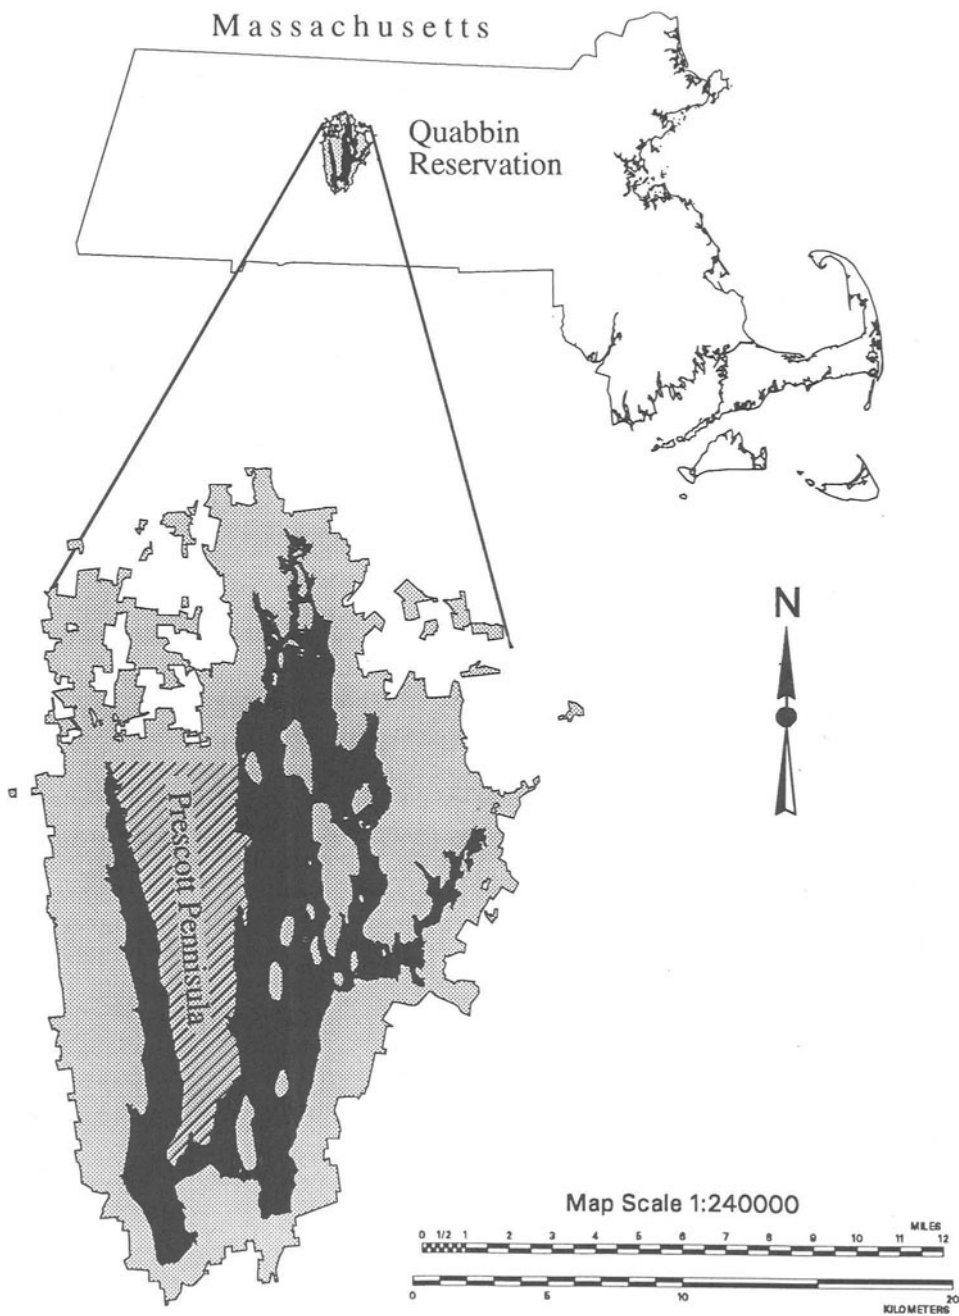 Massachusetts
Quabbin
Reservation
N
Prescott Pennisula
Map Scale 1:240000
MILES
0 1/2 1 2 3 4 5 6 7 8 9 10 11 12
0 5 10 20
KILOMETERS